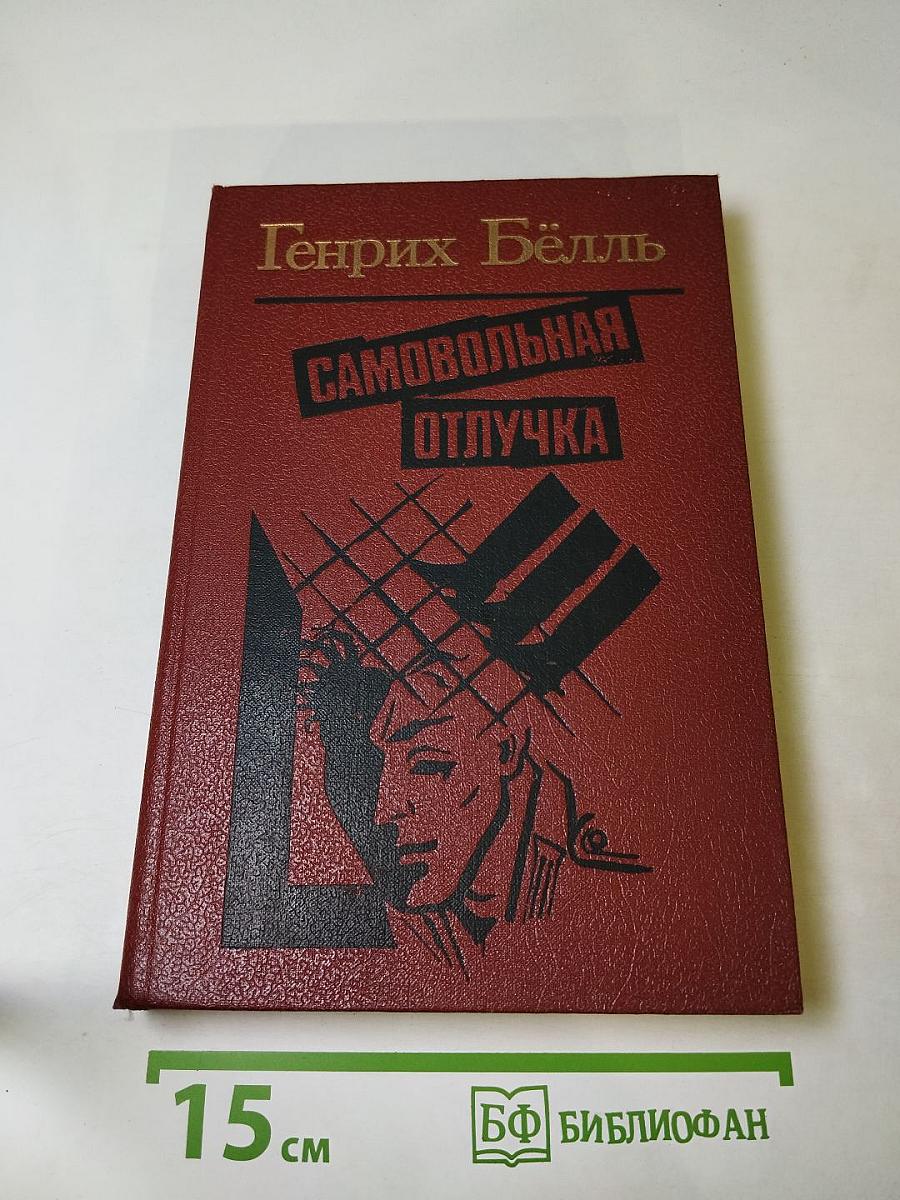 Генрих Бёлль
САМОВОЛЬНАЯ
ОТЛУЧКА
15 см
БФ БИБЛИОФАН